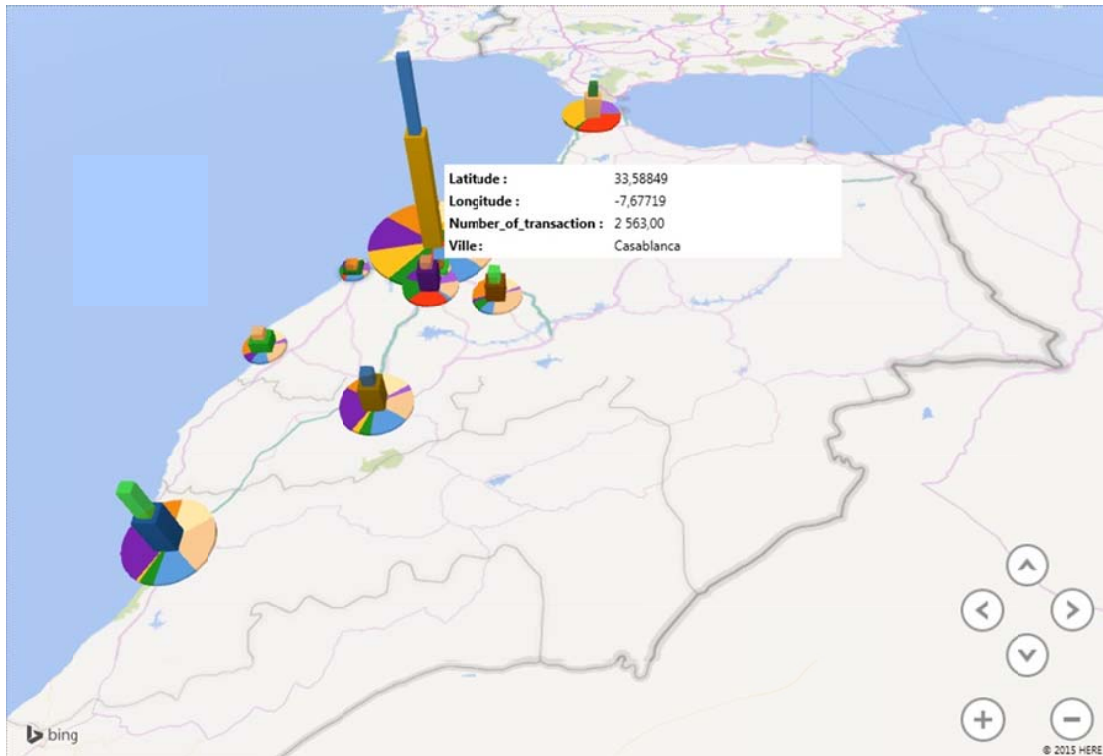 Latitude : 33,58849
Longitude : -7,67719
Number_of_transaction : 2 563,00
Ville : Casablanca
bing
© 2015 HERE